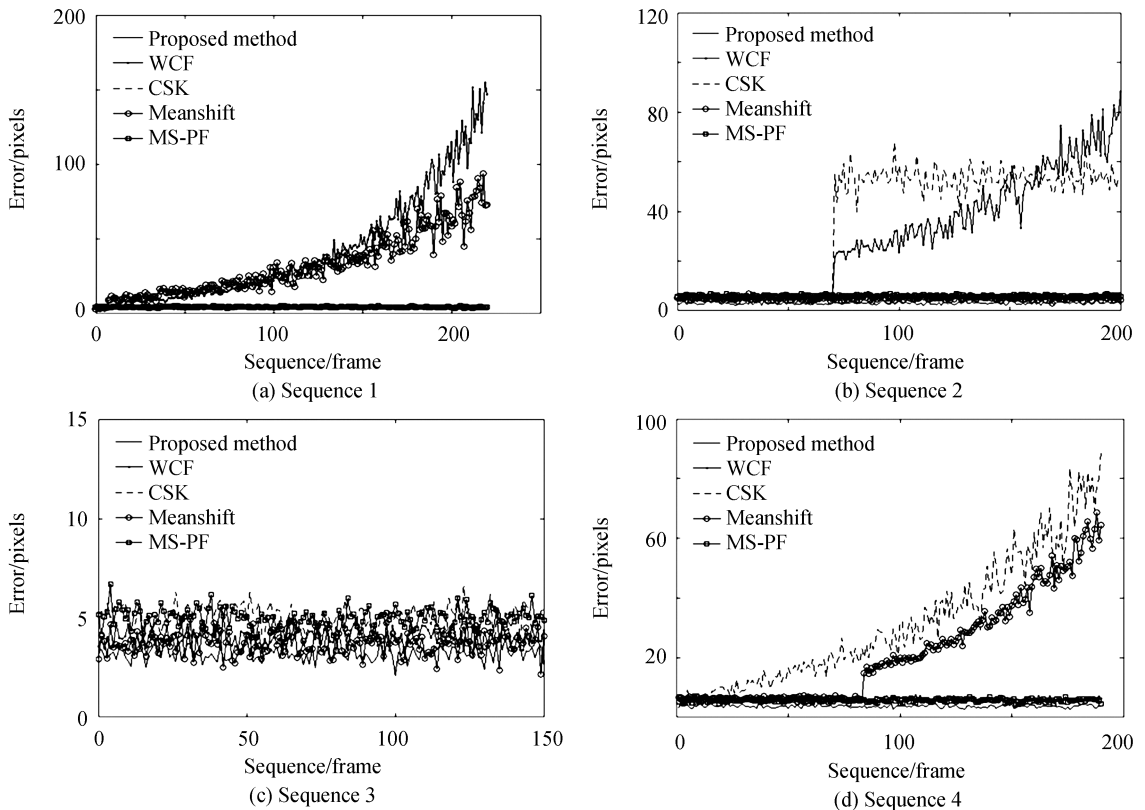 200
100
0
Error/pixels
Proposed method
WCF
CSK
Meanshift
MS-PF
0
100
200
Sequence/frame
(a) Sequence 1
120
80
40
0
Error/pixels
Proposed method
WCF
CSK
Meanshift
MS-PF
0
100
200
Sequence/frame
(b) Sequence 2
15
10
5
0
Error/pixels
Proposed method
WCF
CSK
Meanshift
MS-PF
0
50
100
150
Sequence/frame
(c) Sequence 3
100
60
20
Error/pixels
Proposed method
WCF
CSK
Meanshift
MS-PF
0
100
200
Sequence/frame
(d) Sequence 4